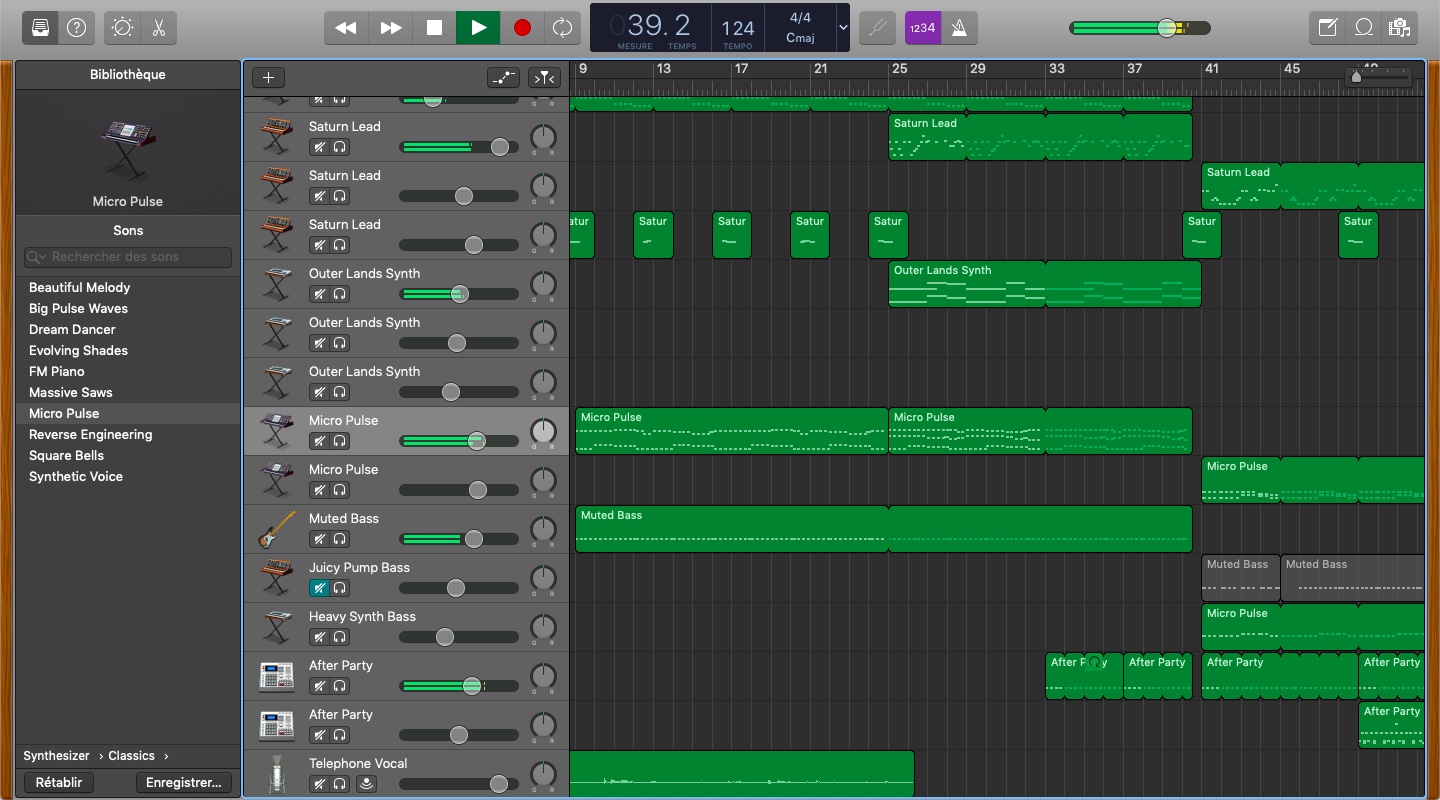 39.2
MESURE TEMPS
124
TEMPO
4/4
Cmaj
1234
Bibliothèque
Micro Pulse
Sons
Rechercher des sons
Beautiful Melody
Big Pulse Waves
Dream Dancer
Evolving Shades
FM Piano
Massive Saws
Micro Pulse
Reverse Engineering
Square Bells
Synthetic Voice
Synthesizer › Classics ›
Rétablir Enregistrer...
9 13 17 21 25 29 33 37 41 45 49
Saturn Lead
Saturn Lead
Saturn Lead
Saturn Lead
Saturn Lead
atur Satur Satur Satur Satur Satur Satur
Outer Lands Synth
Outer Lands Synth
Outer Lands Synth
Outer Lands Synth
Micro Pulse
Micro Pulse Micro Pulse
Micro Pulse
Micro Pulse
Muted Bass
Muted Bass
Juicy Pump Bass
Muted Bass Muted Bass
Heavy Synth Bass
Micro Pulse
After Party
After P y After Party After Party After Party
After Party
After Party
Telephone Vocal